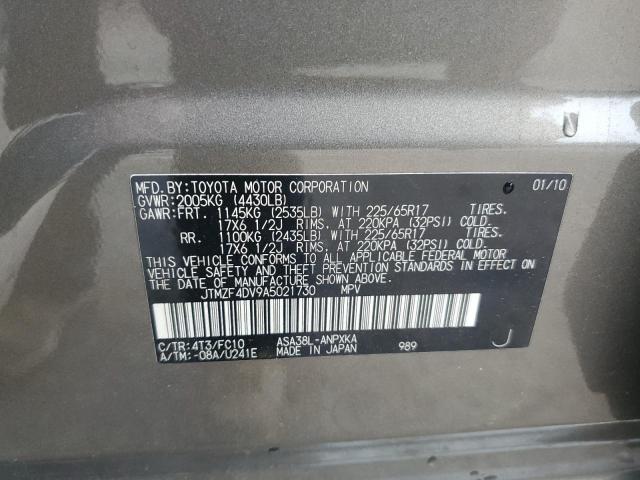 MFD. BY: TOYOTA MOTOR CORPORATION 01/10
GVWR: 2005KG (4430LB)
GAWR: FRT. 1145KG (2535LB) WITH 225/65R17 TIRES.
17X6 1/2J RIMS, AT 220KPA (32PSI) COLD.
RR. 1100KG (2435LB) WITH 225/65R17 TIRES.
17X6 1/2J RIMS, AT 220KPA (32PSI) COLD.
THIS VEHICLE CONFORMS TO ALL APPLICABLE FEDERAL MOTOR
VEHICLE SAFETY AND THEFT PREVENTION STANDARDS IN EFFECT ON
THE DATE OF MANUFACTURE SHOWN ABOVE.
JTMZF4DV9A5021730 MPV
C/TR: 4T3/FC10 ASA38L-ANPXKA
A/TM: -08A/U241E MADE IN JAPAN 989
J